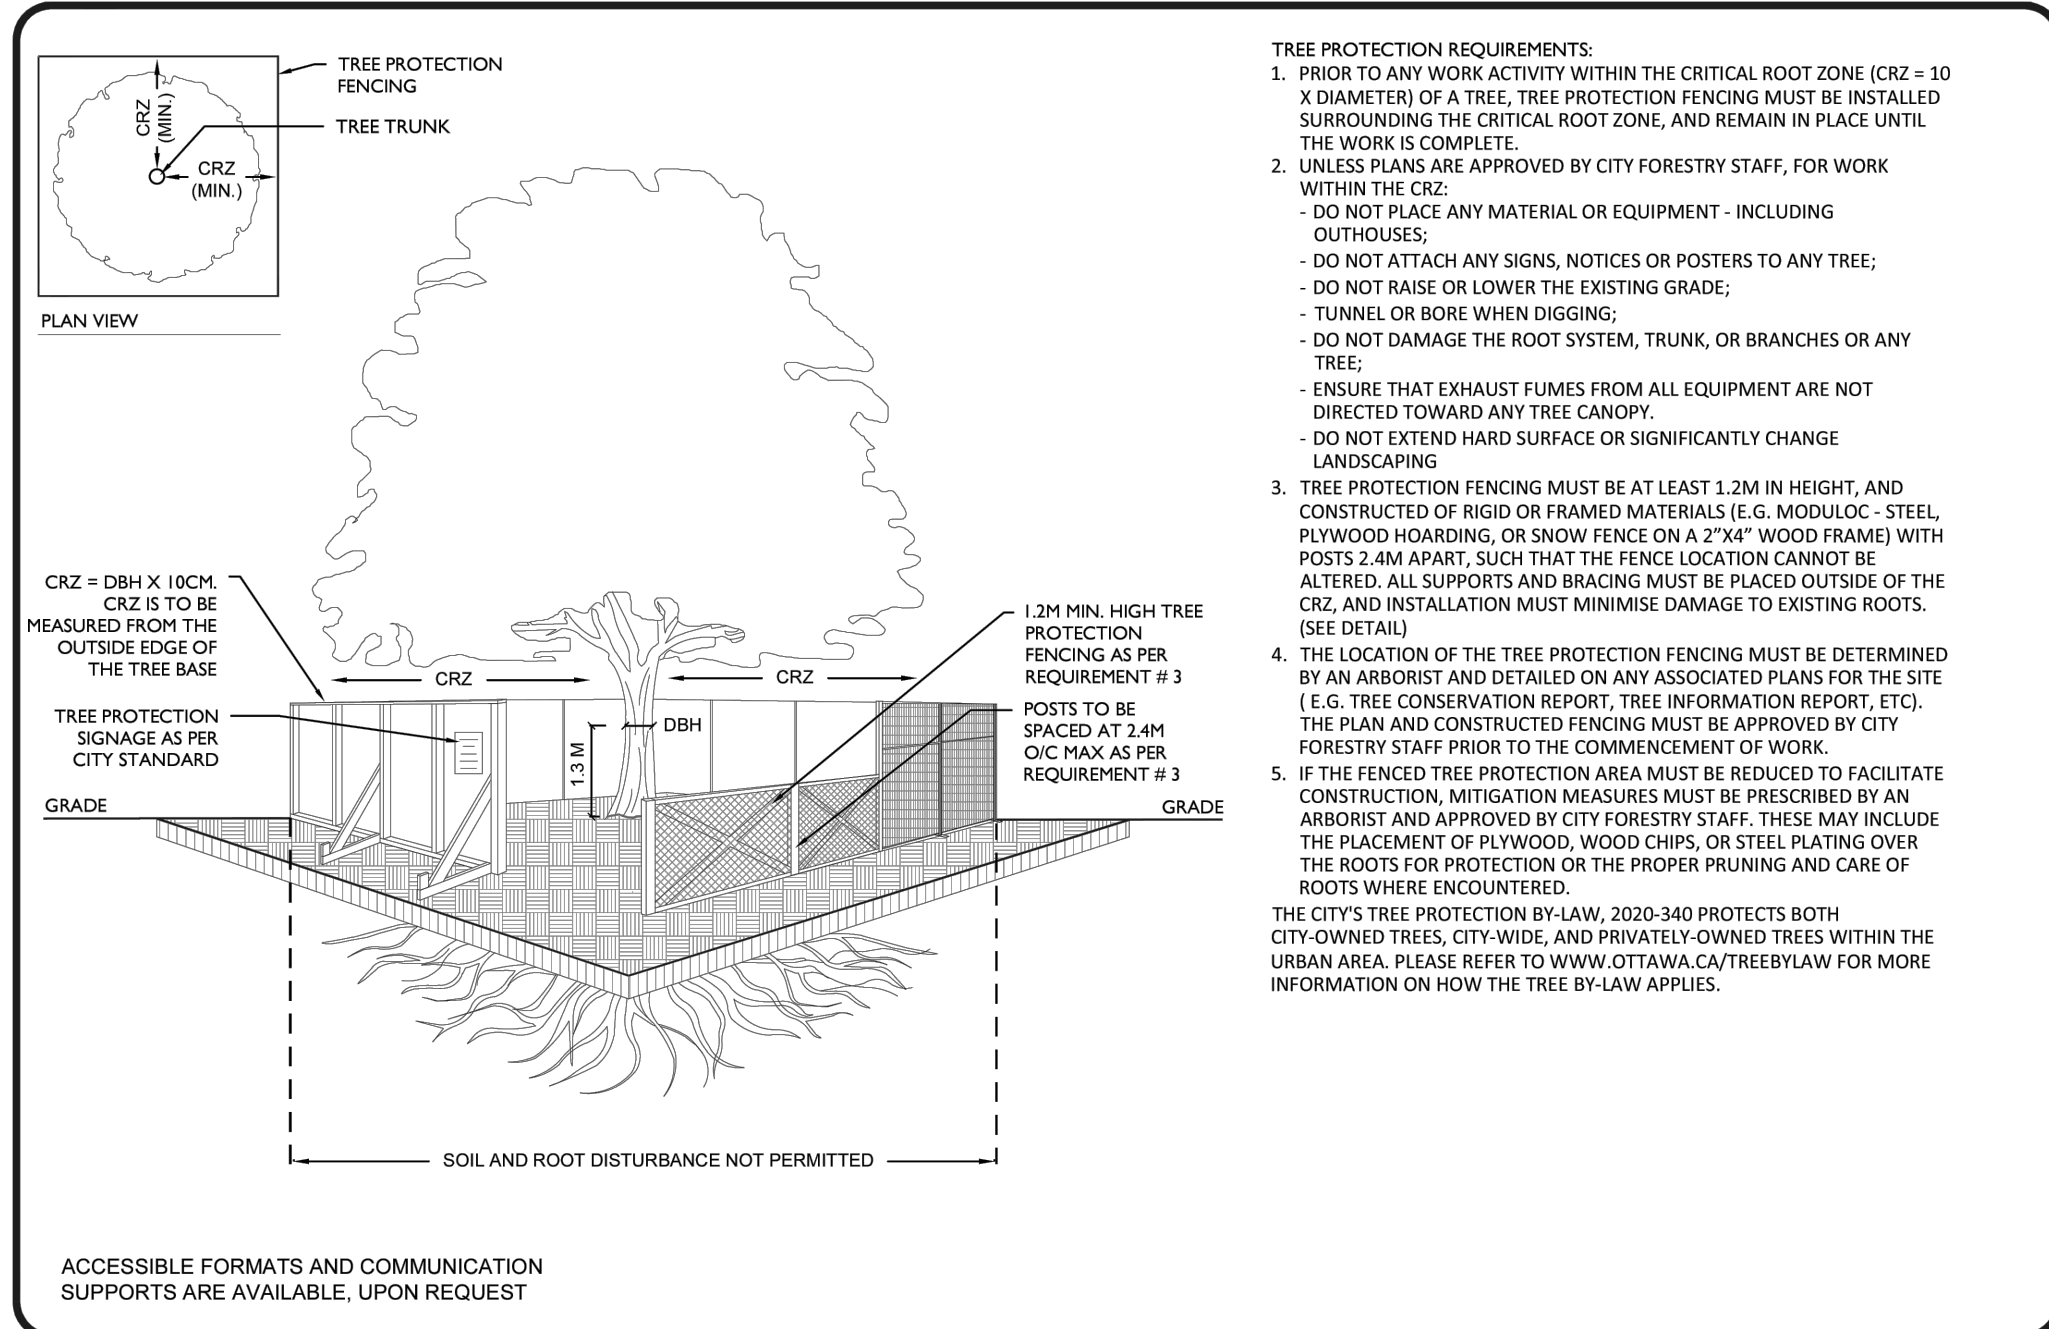 TREE PROTECTION
FENCING
TREE TRUNK
CRZ
(MIN.)
CRZ
(MIN.)
PLAN VIEW
CRZ = DBH X 10CM.
CRZ IS TO BE
MEASURED FROM THE
OUTSIDE EDGE OF
THE TREE BASE
TREE PROTECTION
SIGNAGE AS PER
CITY STANDARD
GRADE
CRZ
CRZ
DBH
1.3 M
1.2M MIN. HIGH TREE
PROTECTION
FENCING AS PER
REQUIREMENT # 3
POSTS TO BE
SPACED AT 2.4M
O/C MAX AS PER
REQUIREMENT # 3
GRADE
SOIL AND ROOT DISTURBANCE NOT PERMITTED
ACCESSIBLE FORMATS AND COMMUNICATION
SUPPORTS ARE AVAILABLE, UPON REQUEST
TREE PROTECTION REQUIREMENTS:
1. PRIOR TO ANY WORK ACTIVITY WITHIN THE CRITICAL ROOT ZONE (CRZ = 10
X DIAMETER) OF A TREE, TREE PROTECTION FENCING MUST BE INSTALLED
SURROUNDING THE CRITICAL ROOT ZONE, AND REMAIN IN PLACE UNTIL
THE WORK IS COMPLETE.
2. UNLESS PLANS ARE APPROVED BY CITY FORESTRY STAFF, FOR WORK
WITHIN THE CRZ:
- DO NOT PLACE ANY MATERIAL OR EQUIPMENT - INCLUDING
OUTHOUSES;
- DO NOT ATTACH ANY SIGNS, NOTICES OR POSTERS TO ANY TREE;
- DO NOT RAISE OR LOWER THE EXISTING GRADE;
- TUNNEL OR BORE WHEN DIGGING;
- DO NOT DAMAGE THE ROOT SYSTEM, TRUNK, OR BRANCHES OR ANY
TREE;
- ENSURE THAT EXHAUST FUMES FROM ALL EQUIPMENT ARE NOT
DIRECTED TOWARD ANY TREE CANOPY.
- DO NOT EXTEND HARD SURFACE OR SIGNIFICANTLY CHANGE
LANDSCAPING
3. TREE PROTECTION FENCING MUST BE AT LEAST 1.2M IN HEIGHT, AND
CONSTRUCTED OF RIGID OR FRAMED MATERIALS (E.G. MODULOC - STEEL,
PLYWOOD HOARDING, OR SNOW FENCE ON A 2”X4” WOOD FRAME) WITH
POSTS 2.4M APART, SUCH THAT THE FENCE LOCATION CANNOT BE
ALTERED. ALL SUPPORTS AND BRACING MUST BE PLACED OUTSIDE OF THE
CRZ, AND INSTALLATION MUST MINIMISE DAMAGE TO EXISTING ROOTS.
(SEE DETAIL)
4. THE LOCATION OF THE TREE PROTECTION FENCING MUST BE DETERMINED
BY AN ARBORIST AND DETAILED ON ANY ASSOCIATED PLANS FOR THE SITE
( E.G. TREE CONSERVATION REPORT, TREE INFORMATION REPORT, ETC).
THE PLAN AND CONSTRUCTED FENCING MUST BE APPROVED BY CITY
FORESTRY STAFF PRIOR TO THE COMMENCEMENT OF WORK.
5. IF THE FENCED TREE PROTECTION AREA MUST BE REDUCED TO FACILITATE
CONSTRUCTION, MITIGATION MEASURES MUST BE PRESCRIBED BY AN
ARBORIST AND APPROVED BY CITY FORESTRY STAFF. THESE MAY INCLUDE
THE PLACEMENT OF PLYWOOD, WOOD CHIPS, OR STEEL PLATING OVER
THE ROOTS FOR PROTECTION OR THE PROPER PRUNING AND CARE OF
ROOTS WHERE ENCOUNTERED.
THE CITY'S TREE PROTECTION BY-LAW, 2020-340 PROTECTS BOTH
CITY-OWNED TREES, CITY-WIDE, AND PRIVATELY-OWNED TREES WITHIN THE
URBAN AREA. PLEASE REFER TO WWW.OTTAWA.CA/TREEBYLAW FOR MORE
INFORMATION ON HOW THE TREE BY-LAW APPLIES.